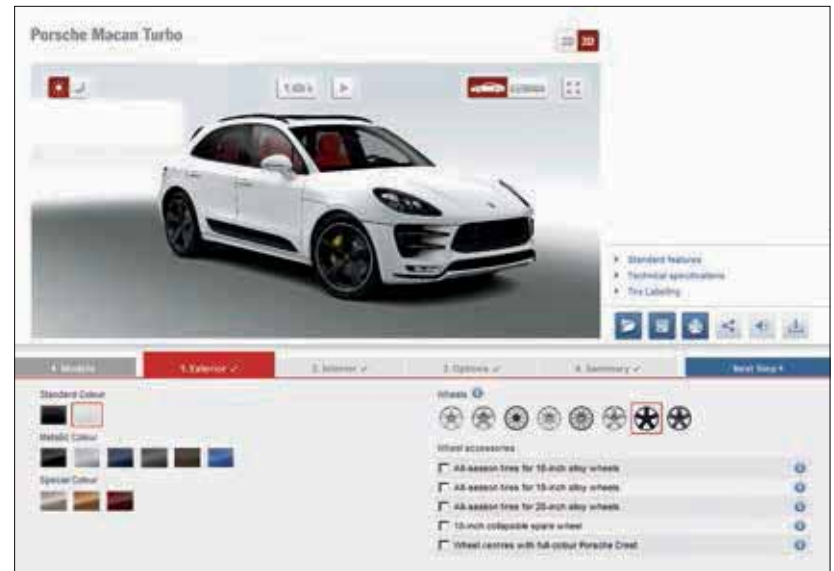 Porsche Macan Turbo
2D 3D
Standard features
Technical specifications
Tire Labelling
Models
1. Exterior ✓
2. Interior ✓
3. Options ✓
4. Summary ✓
Next Step
Standard Colour
Metallic Colour
Special Colour
Wheels
Wheel accessories
All-season tires for 18-inch alloy wheels
All-season tires for 19-inch alloy wheels
All-season tires for 20-inch alloy wheels
18-inch collapsible spare wheel
Wheel centres with full-colour Porsche Crest